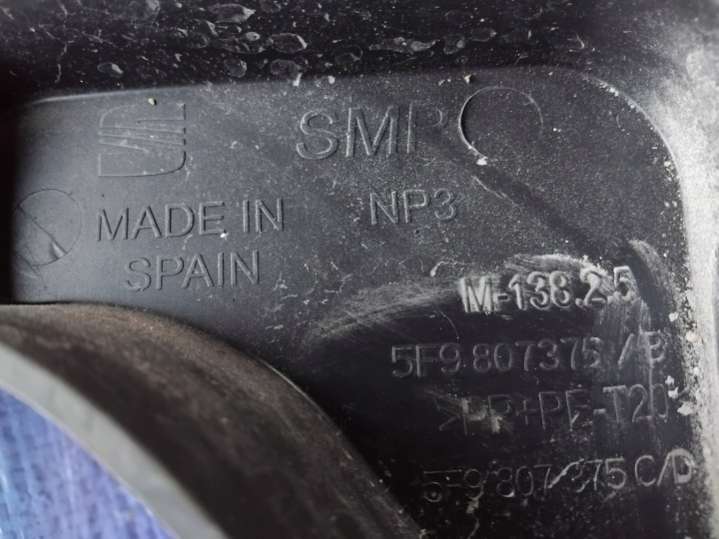 SMP
MADE IN
SPAIN
NP3
M-138.2.5
5F9.807375 /B
>PP+PE-T20
5F9/807/375 C/D